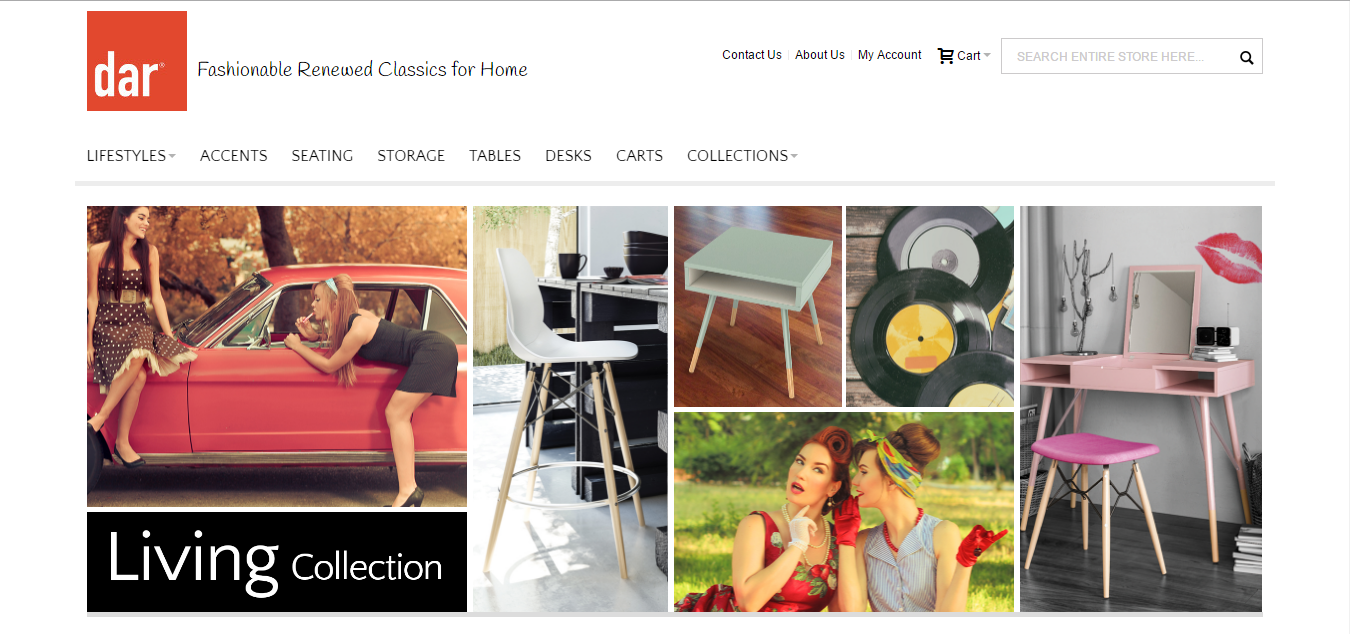 dar®
Fashionable Renewed Classics for Home
Contact Us
About Us
My Account
Cart
SEARCH ENTIRE STORE HERE...
LIFESTYLES
ACCENTS
SEATING
STORAGE
TABLES
DESKS
CARTS
COLLECTIONS
Living Collection